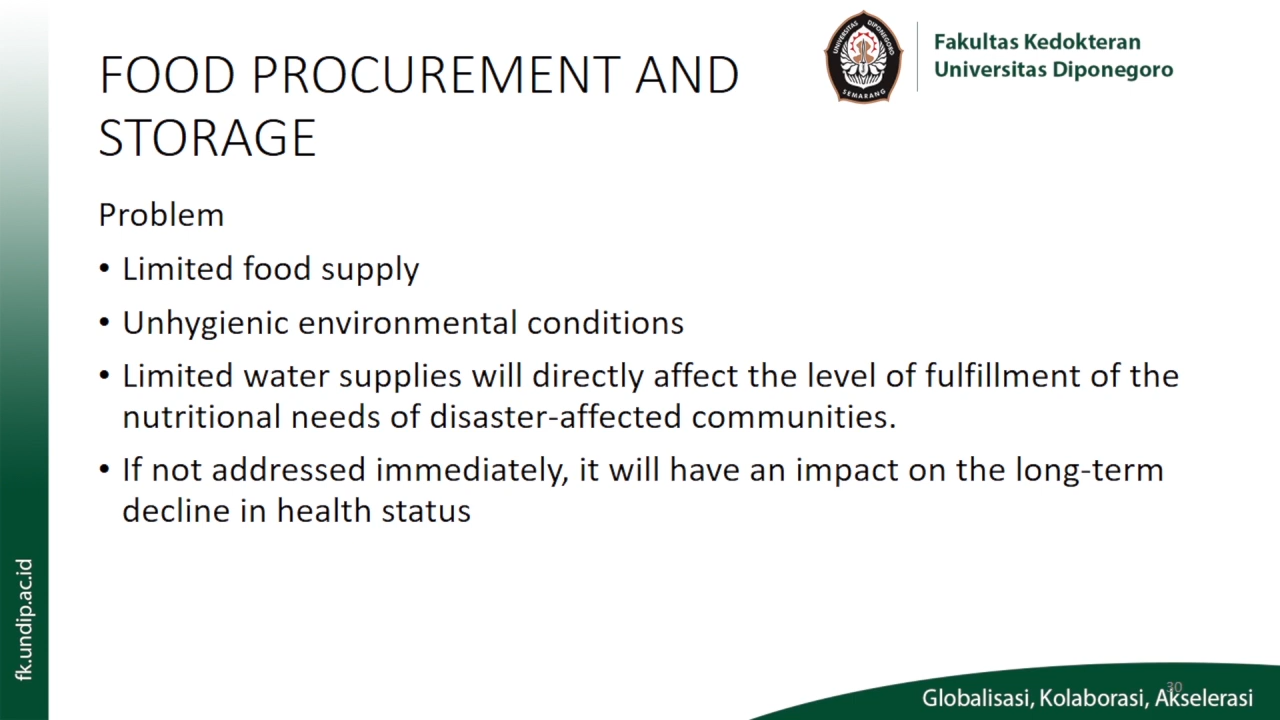 FOOD PROCUREMENT AND
STORAGE
UNIVERSITAS DIPONEGORO
SEMARANG
Fakultas Kedokteran
Universitas Diponegoro
Problem
• Limited food supply
• Unhygienic environmental conditions
• Limited water supplies will directly affect the level of fulfillment of the
nutritional needs of disaster-affected communities.
• If not addressed immediately, it will have an impact on the long-term
decline in health status
fk.undip.ac.id
30
Globalisasi, Kolaborasi, Akselerasi